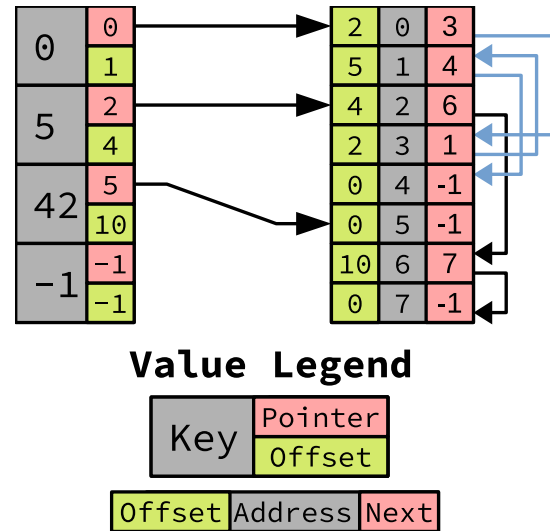 0 0 1
5 2 4
42 5 10
-1 -1 -1
2 0 3
5 1 4
4 2 6
2 3 1
0 4 -1
0 5 -1
10 6 7
0 7 -1
Value Legend
Key Pointer
Offset
Offset Address Next